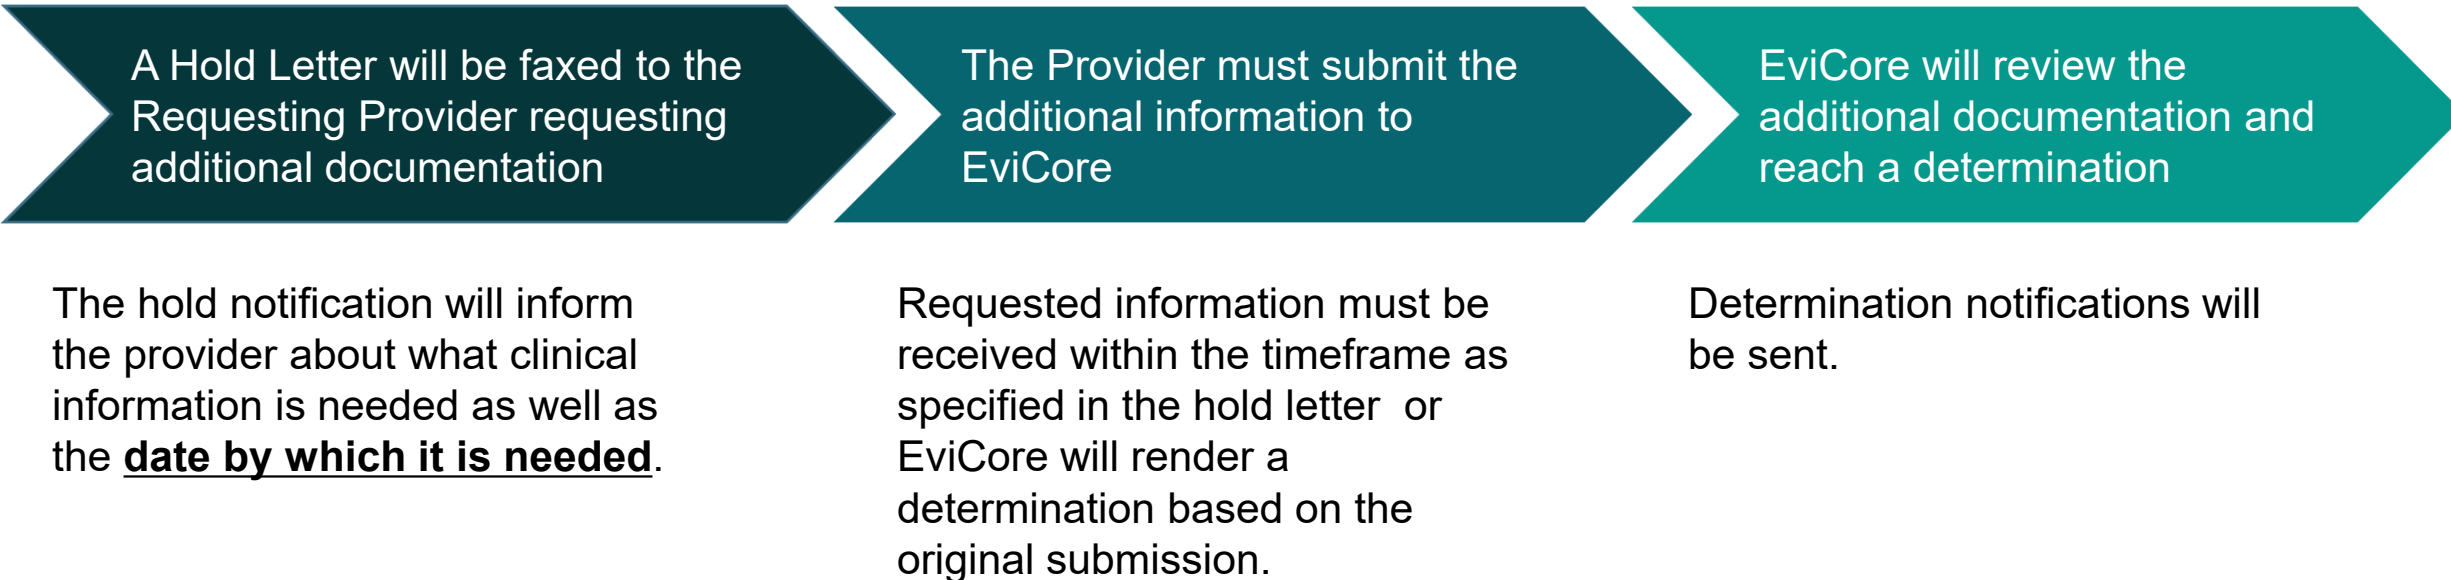 A Hold Letter will be faxed to the
Requesting Provider requesting
additional documentation
The Provider must submit the
additional information to
EviCore
EviCore will review the
additional documentation and
reach a determination
The hold notification will inform
the provider about what clinical
information is needed as well as
the date by which it is needed.
Requested information must be
received within the timeframe as
specified in the hold letter  or
EviCore will render a
determination based on the
original submission.
Determination notifications will
be sent.